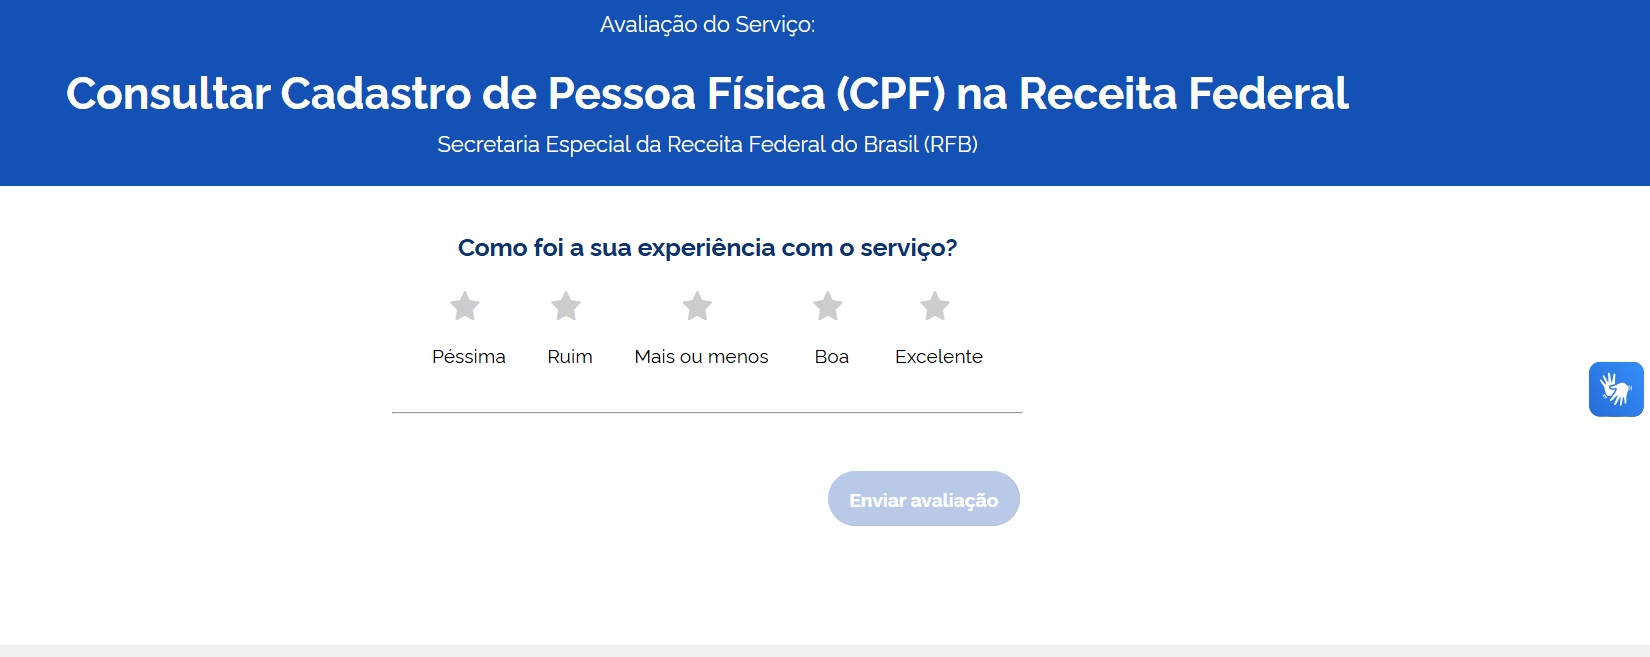 Avaliação do Serviço:
Consultar Cadastro de Pessoa Física (CPF) na Receita Federal
Secretaria Especial da Receita Federal do Brasil (RFB)
Como foi a sua experiência com o serviço?
Péssima Ruim Mais ou menos Boa Excelente
Enviar avaliação